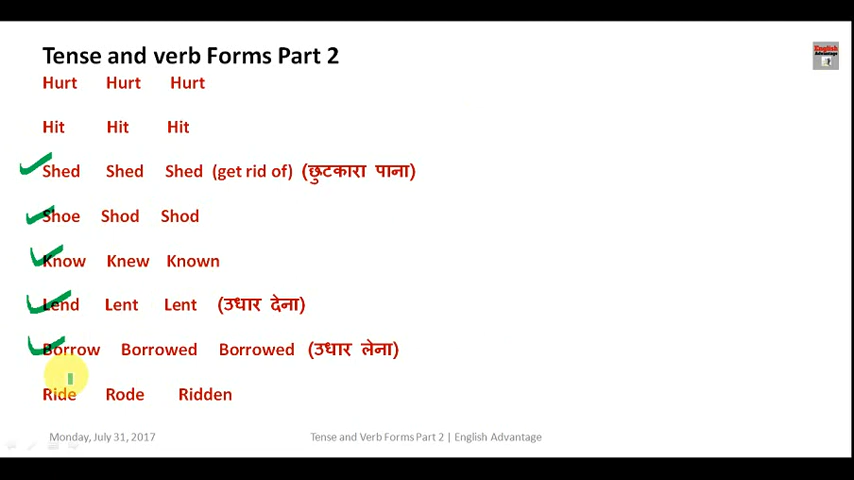 Tense and verb Forms Part 2
English
Advantage
Hurt Hurt Hurt
Hit Hit Hit
Shed Shed Shed (get rid of) (छुटकारा पाना)
Shoe Shod Shod
Know Knew Known
Lend Lent Lent (उधार देना)
Borrow Borrowed Borrowed (उधार लेना)
Ride Rode Ridden
Monday, July 31, 2017 Tense and Verb Forms Part 2 | English Advantage